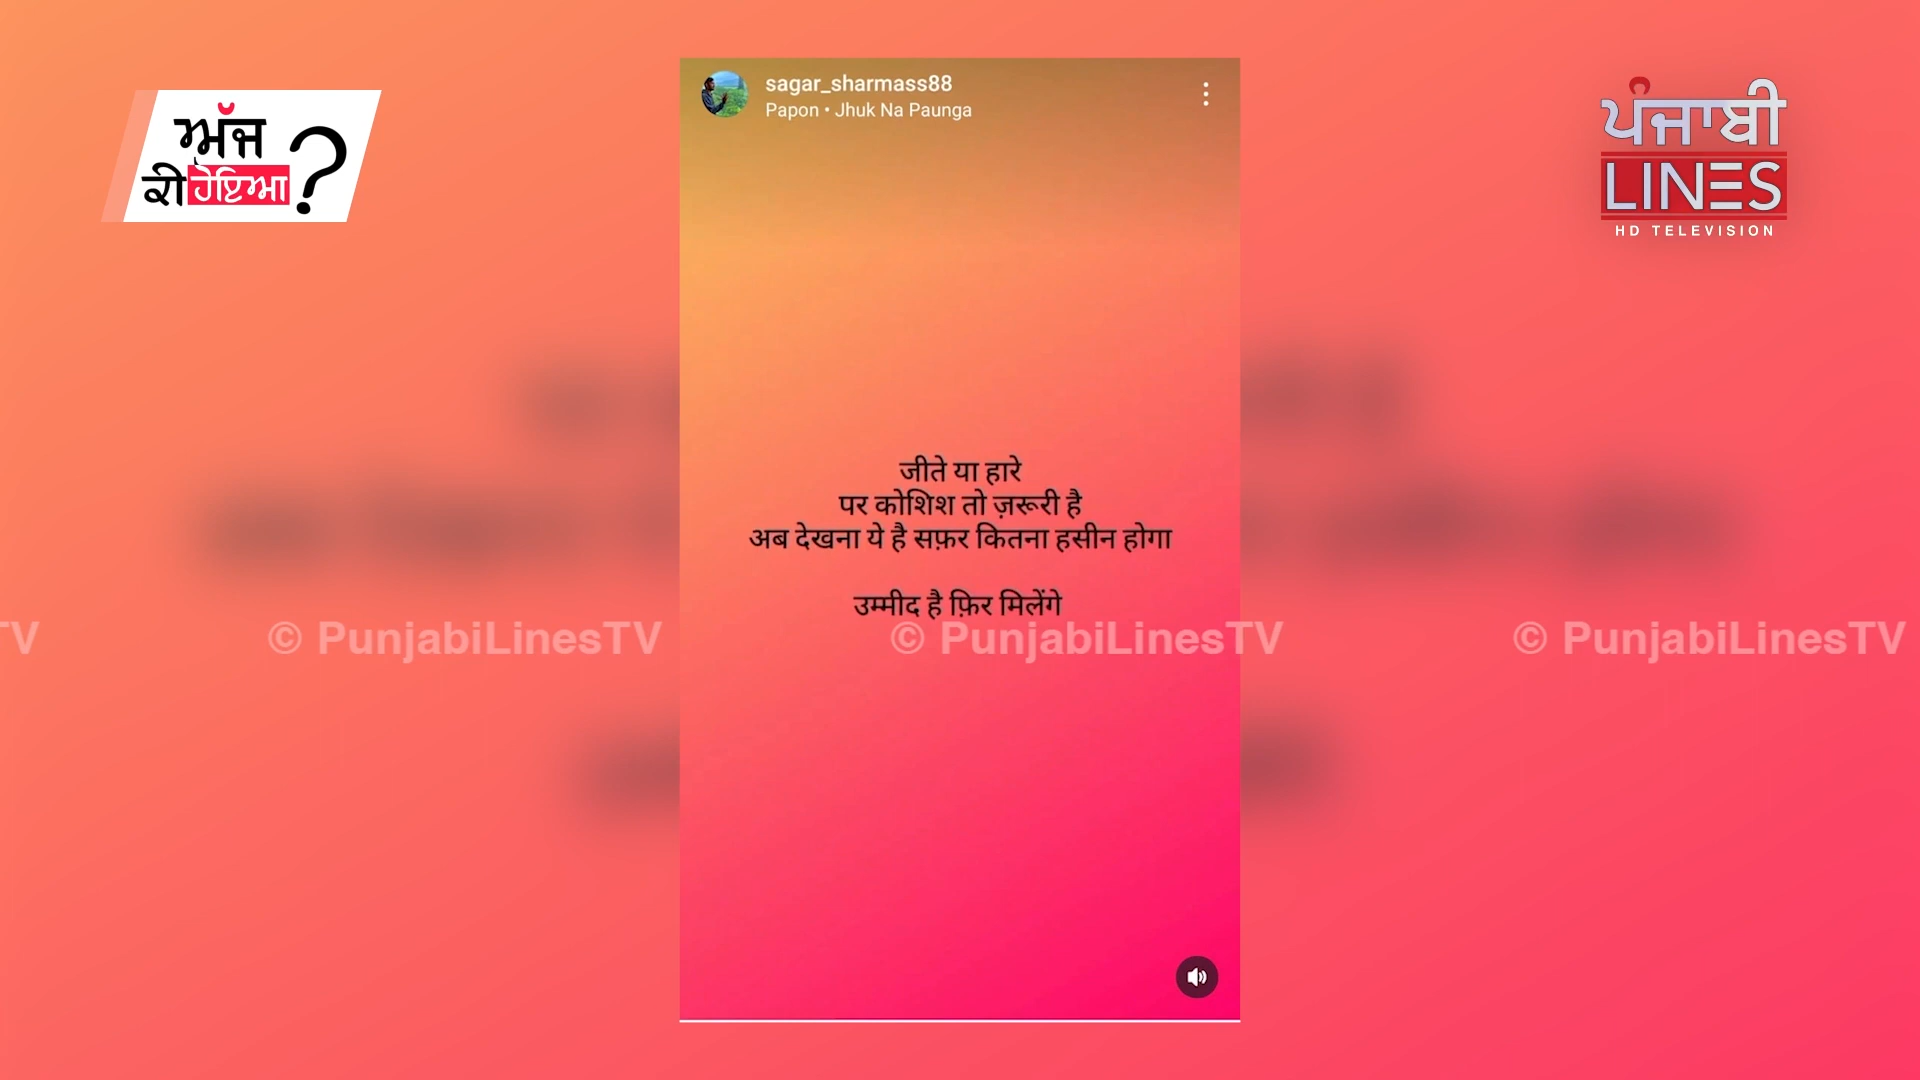 ਅੱਜ
ਕੀ ਹੋਇਆ ?
ਪੰਜਾਬੀ
LINES
HD TELEVISION
sagar_sharmass88
Papon • Jhuk Na Paunga
जीते या हारे
पर कोशिश तो ज़रूरी है
अब देखना ये है सफ़र कितना हसीन होगा
उम्मीद है फ़िर मिलेंगे
TV © PunjabiLinesTV © PunjabiLinesTV © PunjabiLinesTV